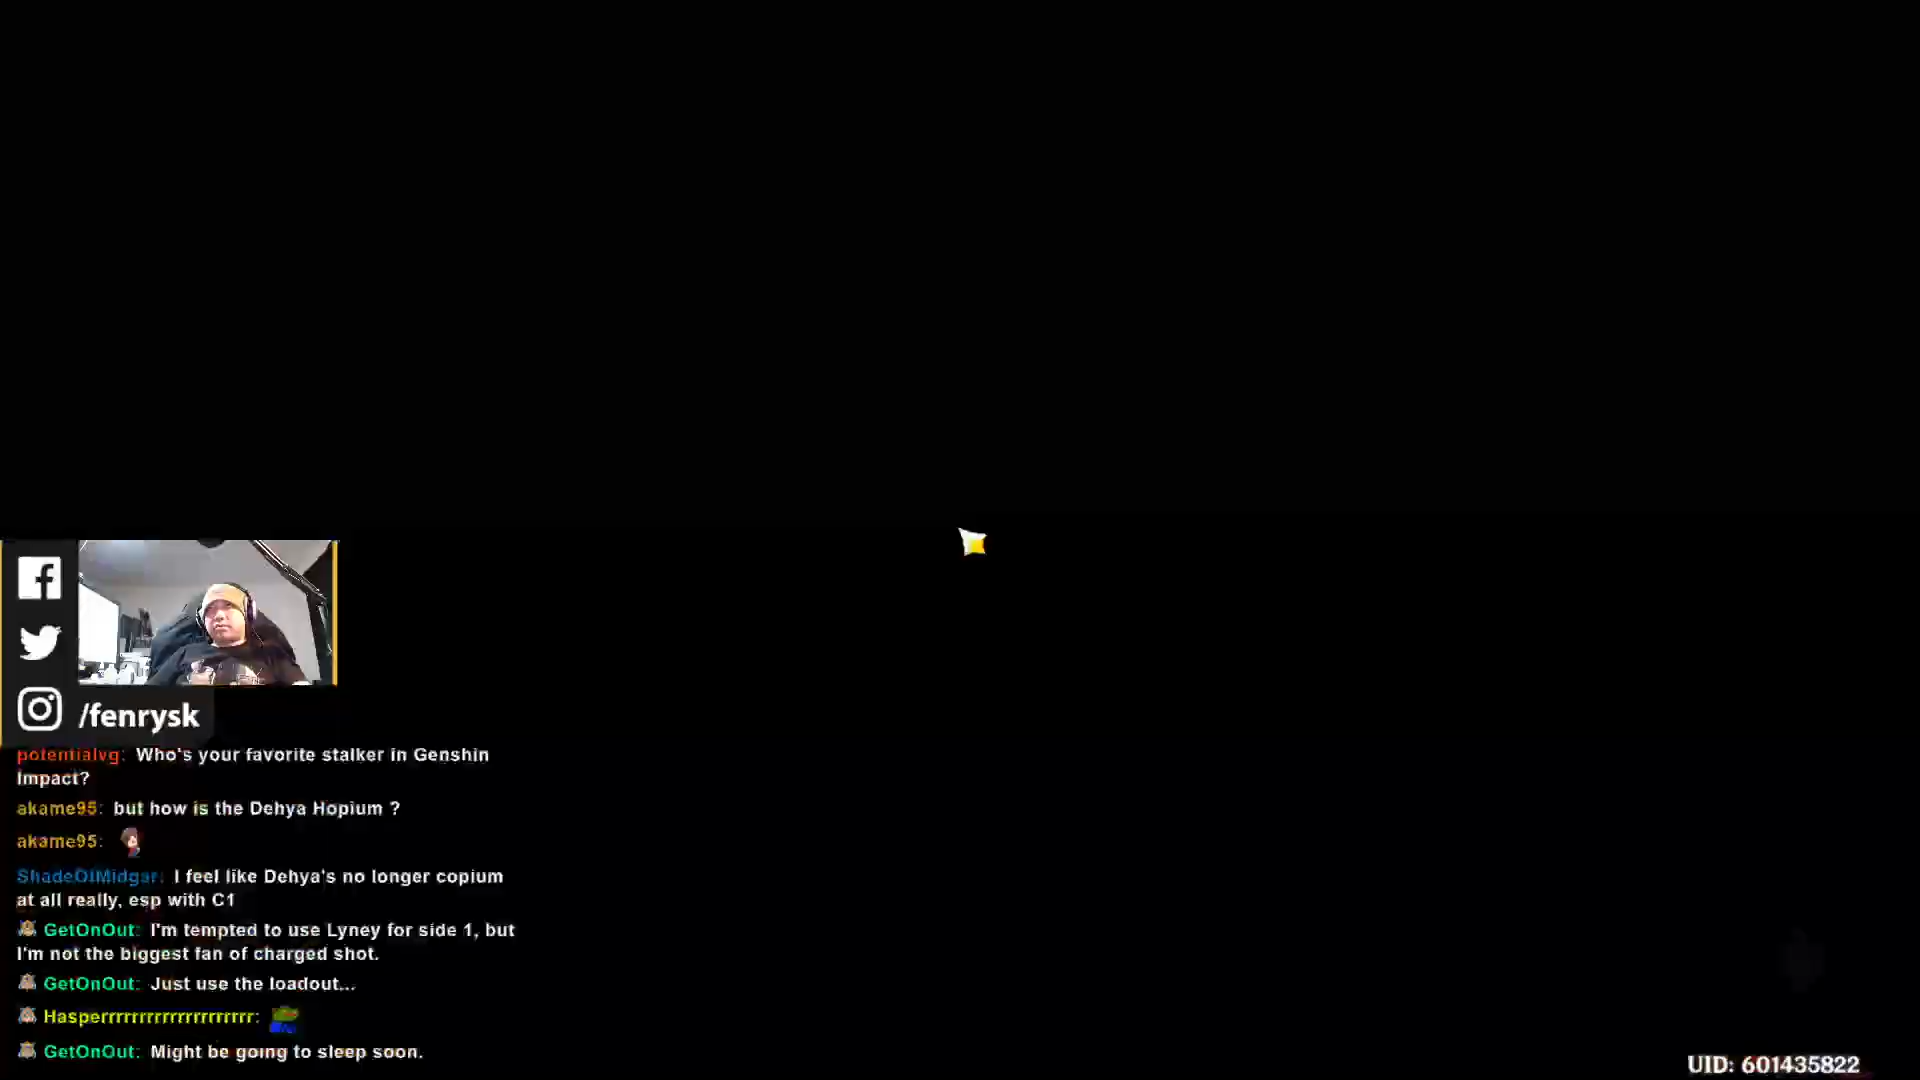 /fenrysk
potentialvg: Who's your favorite stalker in Genshin
Impact?
akame95: but how is the Dehya Hopium ?
akame95:
ShadeOfMidgar: I feel like Dehya's no longer copium
at all really, esp with C1
GetOnOut: I'm tempted to use Lyney for side 1, but
I'm not the biggest fan of charged shot.
GetOnOut: Just use the loadout...
Hasperrrrrrrrrrrrrrrrrrrrr:
GetOnOut: Might be going to sleep soon.
UID: 601435822